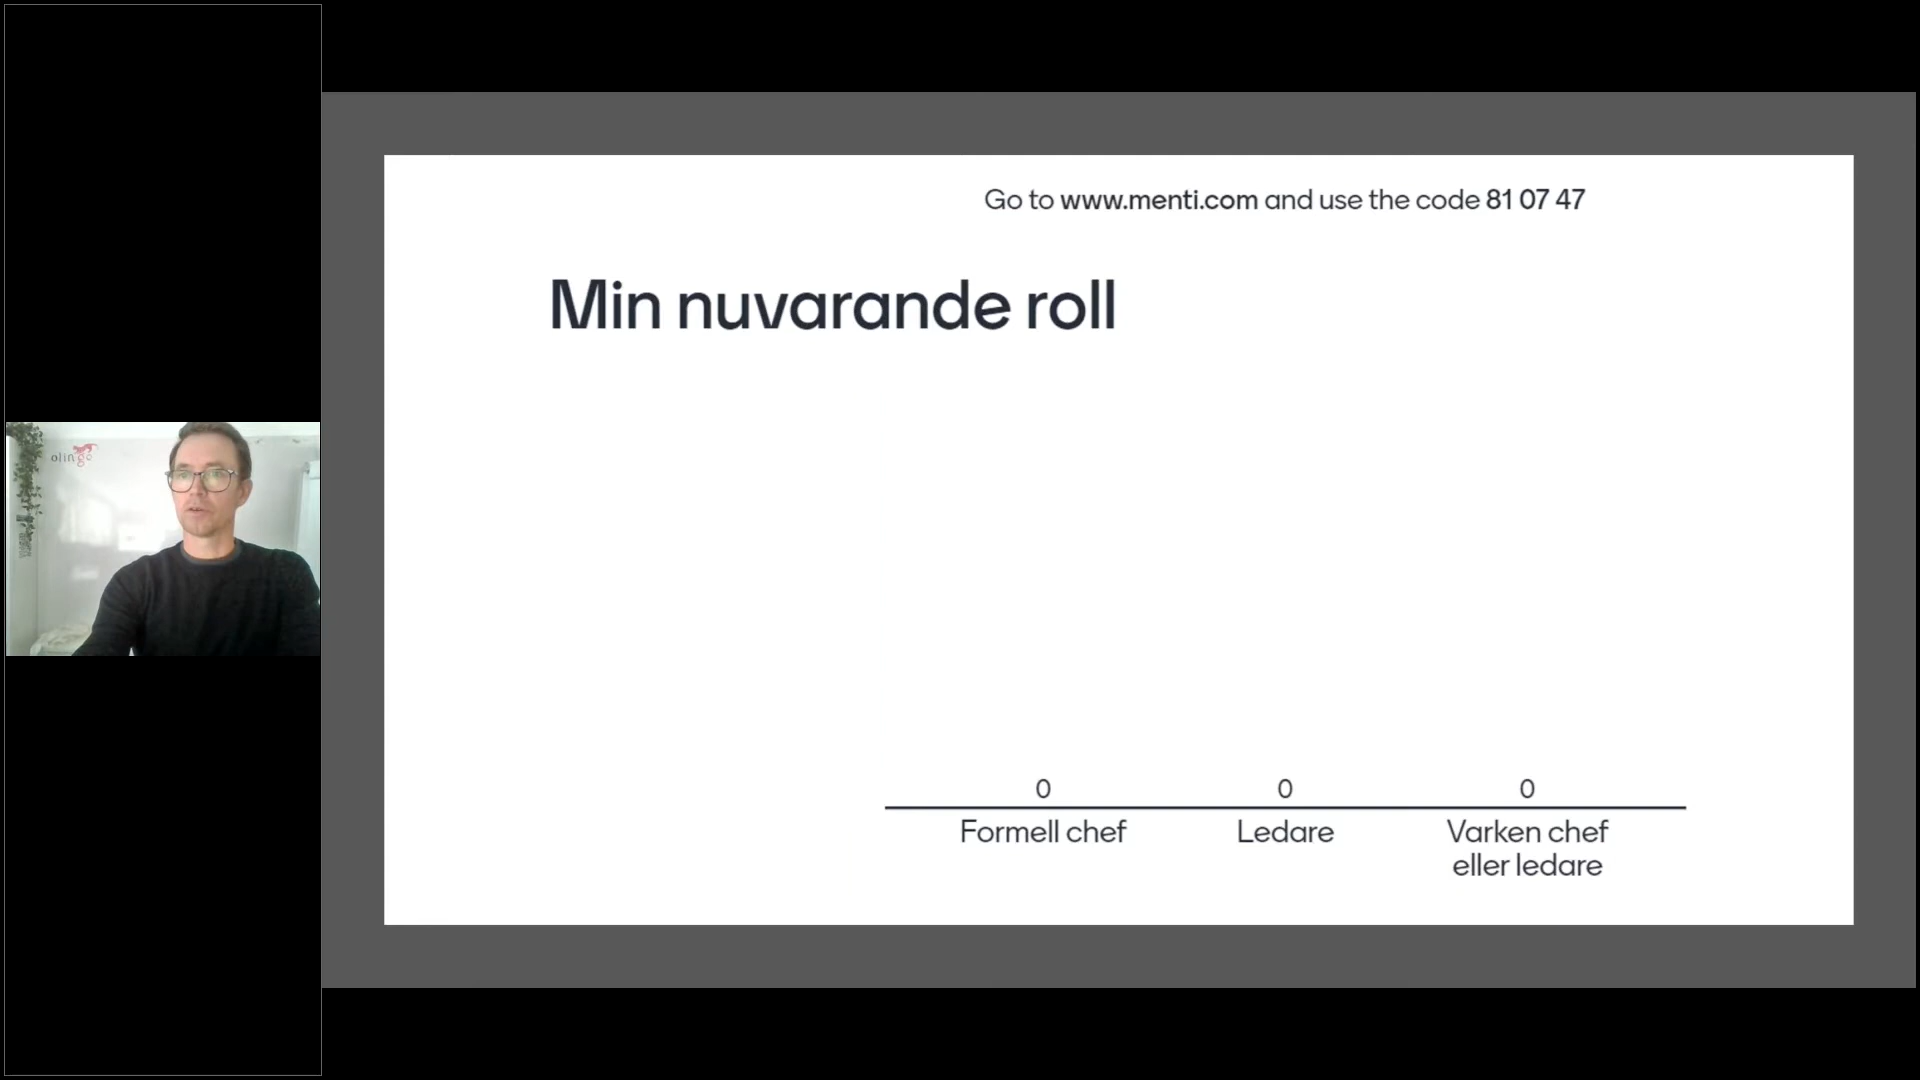 olingo
Go to www.menti.com and use the code 81 07 47
Min nuvarande roll
0
0
0
Formell chef
Ledare
Varken chef
eller ledare